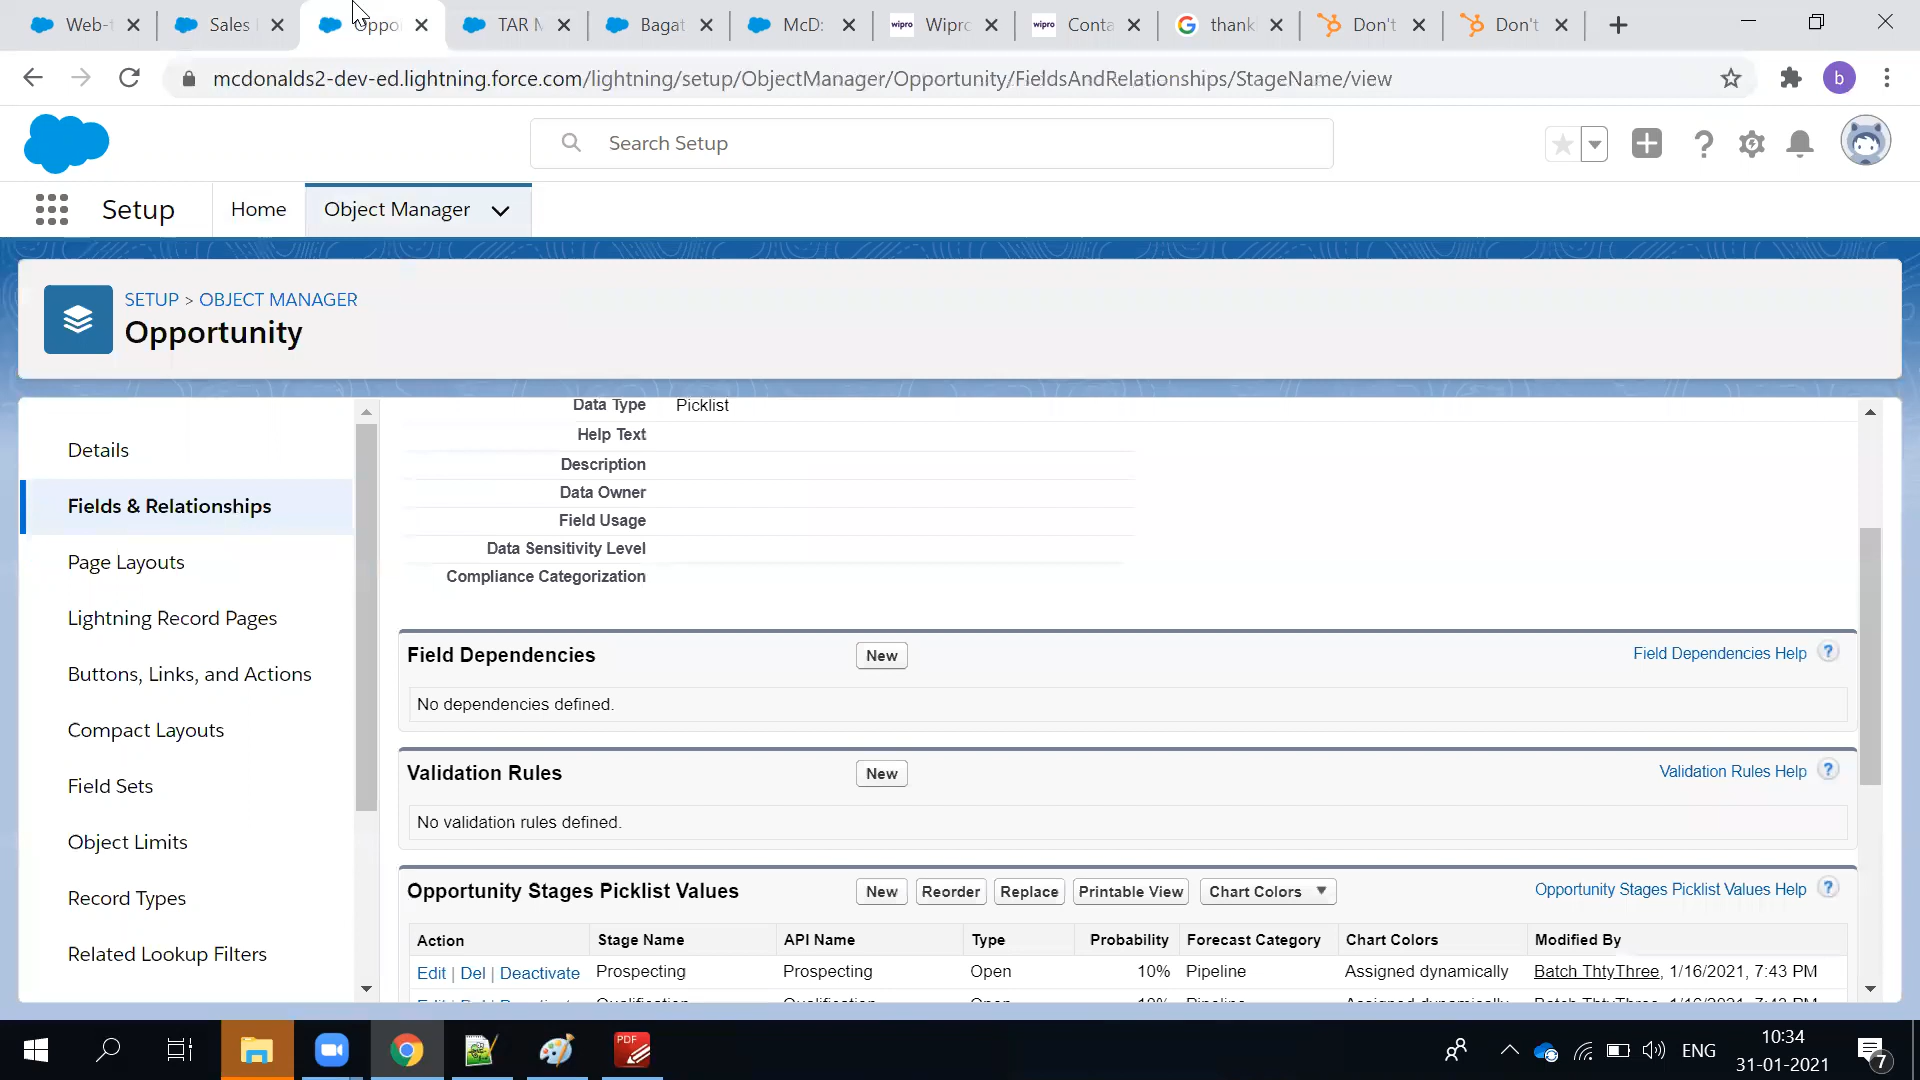 Web-t
Sales
Oppo
TAR M
Bagat
McD:
wipro Wipro
wipro Conta
thank
Don't
Don't
mcdonalds2-dev-ed.lightning.force.com/lightning/setup/ObjectManager/Opportunity/FieldsAndRelationships/StageName/view
b
Search Setup
Setup
Home
Object Manager
SETUP > OBJECT MANAGER
Opportunity
Details
Fields & Relationships
Page Layouts
Lightning Record Pages
Buttons, Links, and Actions
Compact Layouts
Field Sets
Object Limits
Record Types
Related Lookup Filters
Data Type Picklist
Help Text
Description
Data Owner
Field Usage
Data Sensitivity Level
Compliance Categorization
Field Dependencies New Field Dependencies Help ?
No dependencies defined.
Validation Rules New Validation Rules Help ?
No validation rules defined.
Opportunity Stages Picklist Values New Reorder Replace Printable View Chart Colors Opportunity Stages Picklist Values Help ?
Action Stage Name API Name Type Probability Forecast Category Chart Colors Modified By
Edit | Del | Deactivate Prospecting Prospecting Open 10% Pipeline Assigned dynamically Batch ThtyThree, 1/16/2021, 7:43 PM
PDF
ENG
10:34
31-01-2021
7